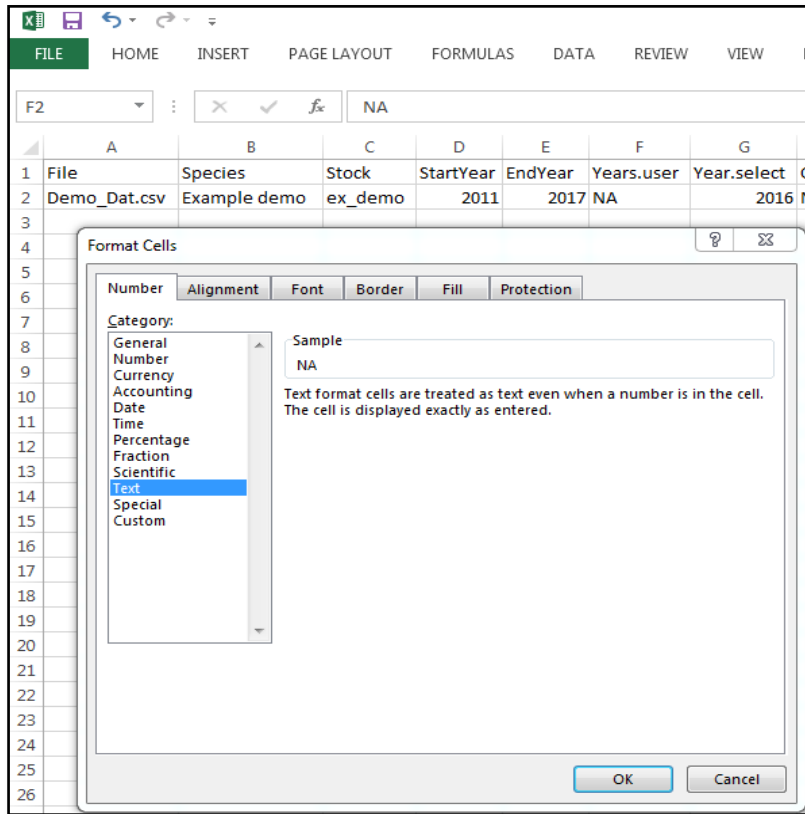 FILE HOME INSERT PAGE LAYOUT FORMULAS DATA REVIEW VIEW
F2 fx NA
A B C D E F G
1 File Species Stock StartYear EndYear Years.user Year.select
2 Demo_Dat.csv Example demo ex_demo 2011 2017 NA 2016
3
4
5
6
7
8
9
10
11
12
13
14
15
16
17
18
19
20
21
22
23
24
25
26
Format Cells ?
Number Alignment Font Border Fill Protection
Category:
General
Number
Currency
Accounting
Date
Time
Percentage
Fraction
Scientific
Text
Special
Custom
Sample
NA
Text format cells are treated as text even when a number is in the cell.
The cell is displayed exactly as entered.
OK Cancel